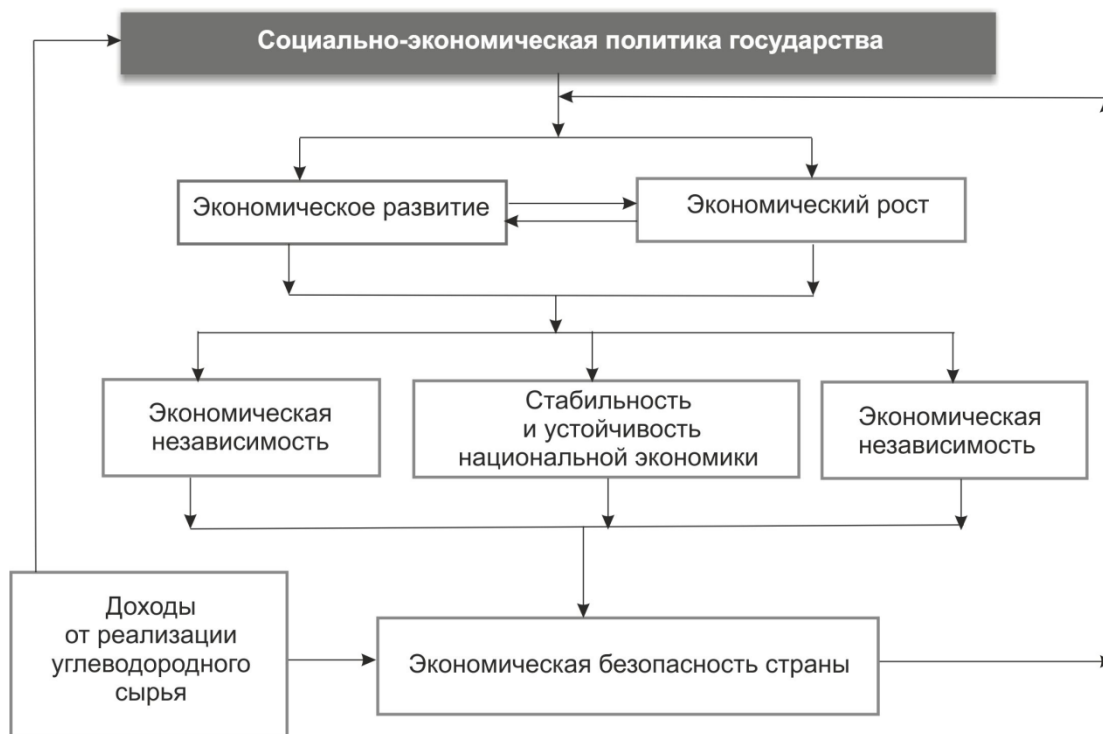 Социально-экономическая политика государства
Экономическое развитие
Экономический рост
Экономическая
независимость
Стабильность
и устойчивость
национальной экономики
Экономическая
независимость
Доходы
от реализации
углеводородного
сырья
Экономическая безопасность страны